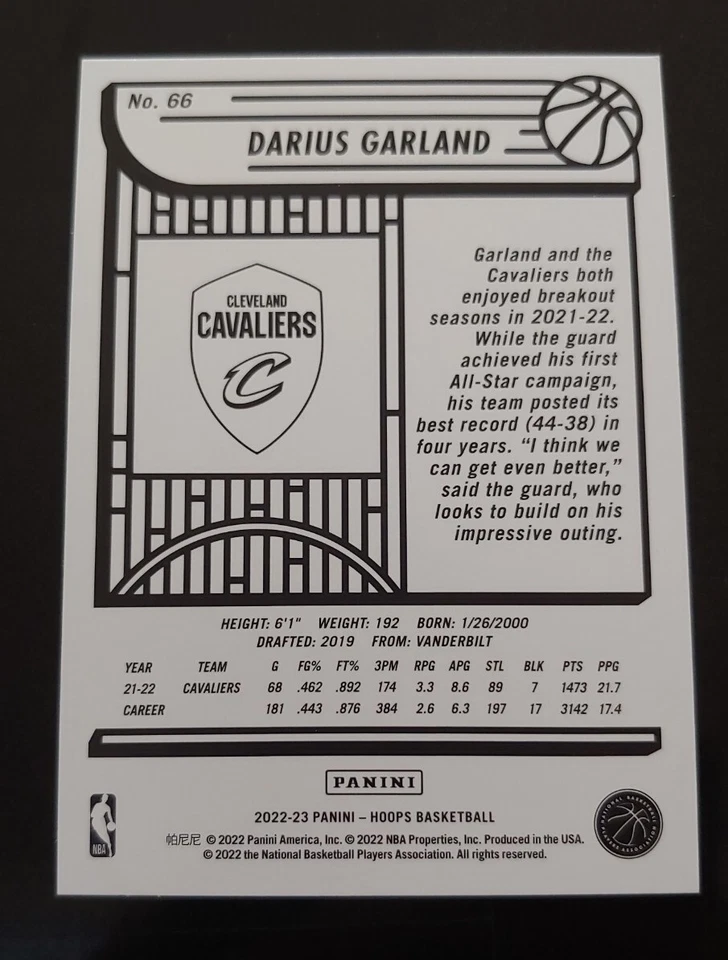 No. 66
DARIUS GARLAND
CLEVELAND
CAVALIERS
C
Garland and the
Cavaliers both
enjoyed breakout
seasons in 2021-22.
While the guard
achieved his first
All-Star campaign,
his team posted its
best record (44-38) in
four years. “I think we
can get even better,”
said the guard, who
looks to build on his
impressive outing.
HEIGHT: 6'1" WEIGHT: 192 BORN: 1/26/2000
DRAFTED: 2019 FROM: VANDERBILT
YEAR TEAM G FG% FT% 3PM RPG APG STL BLK PTS PPG
21-22 CAVALIERS 68 .462 .892 174 3.3 8.6 89 7 1473 21.7
CAREER 181 .443 .876 384 2.6 6.3 197 17 3142 17.4
PANINI
2022-23 PANINI – HOOPS BASKETBALL
帕尼尼 © 2022 Panini America, Inc. © 2022 NBA Properties, Inc. Produced in the USA.
© 2022 the National Basketball Players Association. All rights reserved.
NBA
NATIONAL BASKETBALL
PLAYERS ASSOCIATION